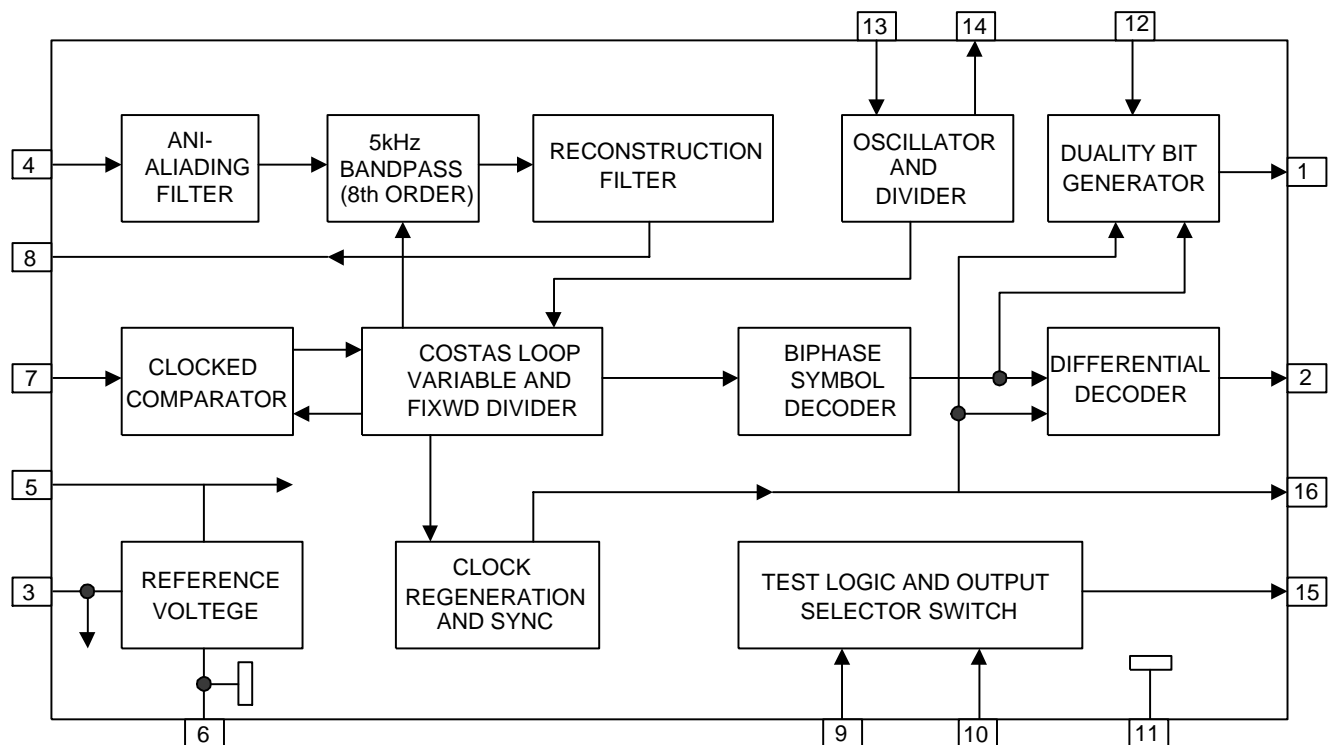 13
14
12
4
ANI-
ALIADING
FILTER
5kHz
BANDPASS
(8th ORDER)
RECONSTRUCTION
FILTER
OSCILLATOR
AND
DIVIDER
DUALITY BIT
GENERATOR
1
8
7
CLOCKED
COMPARATOR
COSTAS LOOP
VARIABLE AND
FIXWD DIVIDER
BIPHASE
SYMBOL
DECODER
DIFFERENTIAL
DECODER
2
5
16
3
REFERENCE
VOLTEGE
CLOCK
REGENERATION
AND SYNC
TEST LOGIC AND OUTPUT
SELECTOR SWITCH
15
6
9
10
11